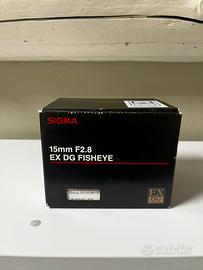 SIGMA
15mm F2.8
EX DG FISHEYE
EX
DG
subito